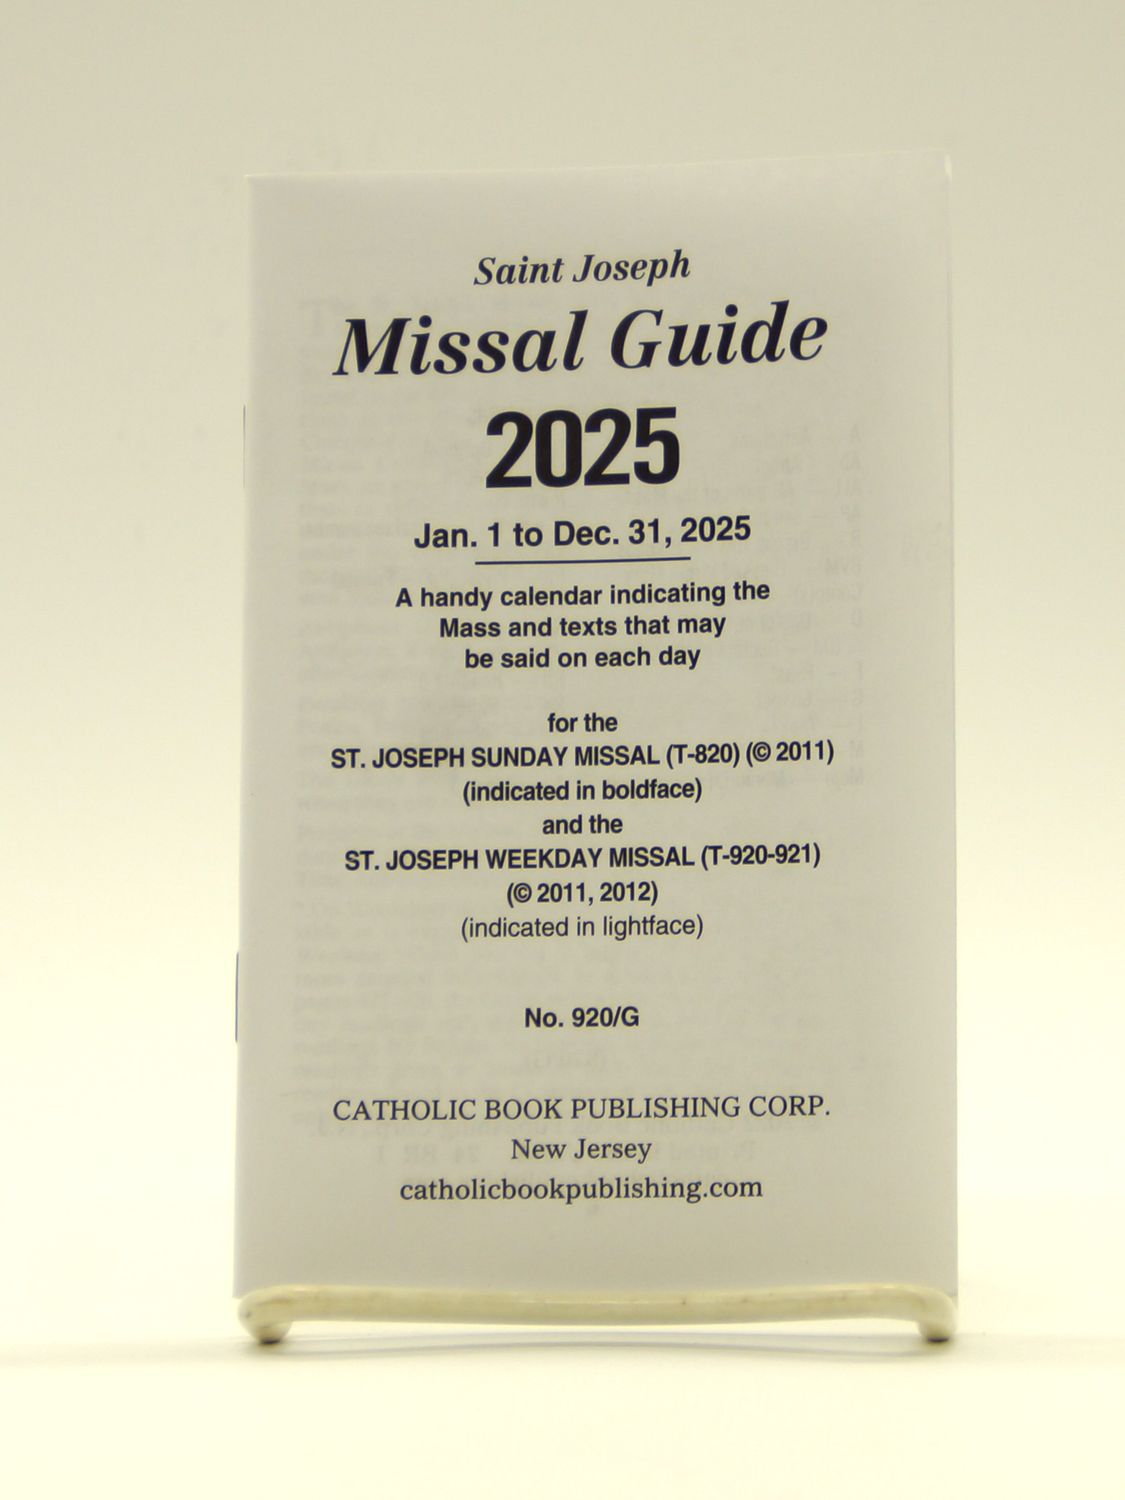 Saint Joseph
Missal Guide
2025
Jan. 1 to Dec. 31, 2025
A handy calendar indicating the
Mass and texts that may
be said on each day
for the
ST. JOSEPH SUNDAY MISSAL (T-820) (© 2011)
(indicated in boldface)
and the
ST. JOSEPH WEEKDAY MISSAL (T-920-921)
(© 2011, 2012)
(indicated in lightface)
No. 920/G
CATHOLIC BOOK PUBLISHING CORP.
New Jersey
catholicbookpublishing.com